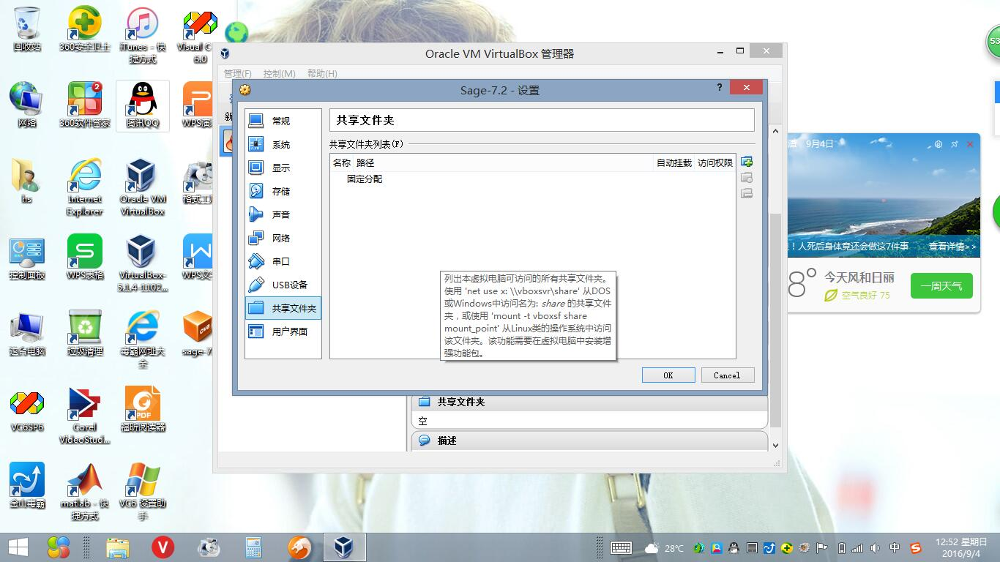 回收站
360安全卫士
iTunes - 快
捷方式
Visual C
6.0
网络
360软件管家
2
腾讯QQ
WPS演
hs
Internet
Explorer
Oracle VM
VirtualBox
格式工
控制面板
WPS表格
VirtualBox-
5.1.4-1102...
WPS文
这台电脑
垃圾清理
毒霸网址大
全
sage-7
VC6SP6
Corel
VideoStud...
福昕阅读器
金山毒霸
matlab - 快
捷方式
VC6 设置助
手
Oracle VM VirtualBox 管理器
管理(F) 控制(M) 帮助(H)
新
Sage-7.2 - 设置
常规
系统
显示
存储
声音
网络
串口
USB设备
共享文件夹
用户界面
共享文件夹
共享文件夹列表(F)
名称 路径 自动挂载 访问权限
固定分配
列出本虚拟电脑可访问的所有共享文件夹。
使用 'net use x: \\vboxsvr\share' 从DOS
或Windows中访问名为: share 的共享文件
夹，或使用 'mount -t vboxsf share
mount_point' 从Linux类的操作系统中访问
该文件夹。该功能需要在虚拟电脑中安装增
强功能包。
OK Cancel
共享文件夹
空
描述
53
9月4日
！人死后身体竟还会做这7件事 查看详情>>
8° 今天风和日丽
空气良好 75
一周天气
28℃
中
12:52 星期日
2016/9/4